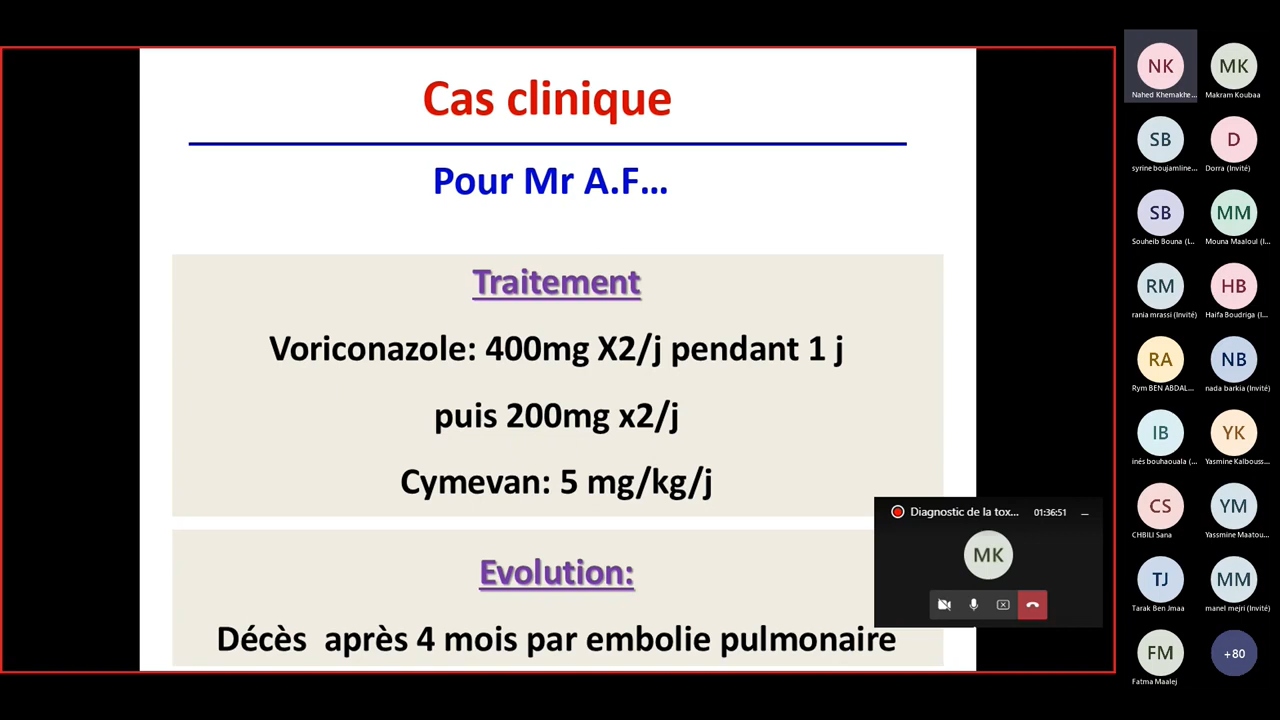 Cas clinique
Pour Mr A.F...
Traitement
Voriconazole: 400mg X2/j pendant 1 j
puis 200mg x2/j
Cymevan: 5 mg/kg/j
Evolution:
Décès après 4 mois par embolie pulmonaire
Diagnostic de la tox... 01:36:51
MK
NK
Nahed Khemakhe...
MK
Makram Koubaa
SB
syrine boujamline...
D
Dorra (Invité)
SB
Souheib Bouna (I...
MM
Mouna Maaloul (I...
RM
rania mrassi (Invité)
HB
Haifa Boudriga (I...
RA
Rym BEN ABDAL...
NB
nada barkia (Invité)
IB
inés bouhaouala (...
YK
Yasmine Kalbouss...
CS
CHBILI Sana
YM
Yassmine Maatou...
TJ
Tarak Ben Jmaa
MM
manel mejri (Invité)
FM
Fatma Maalej
+80